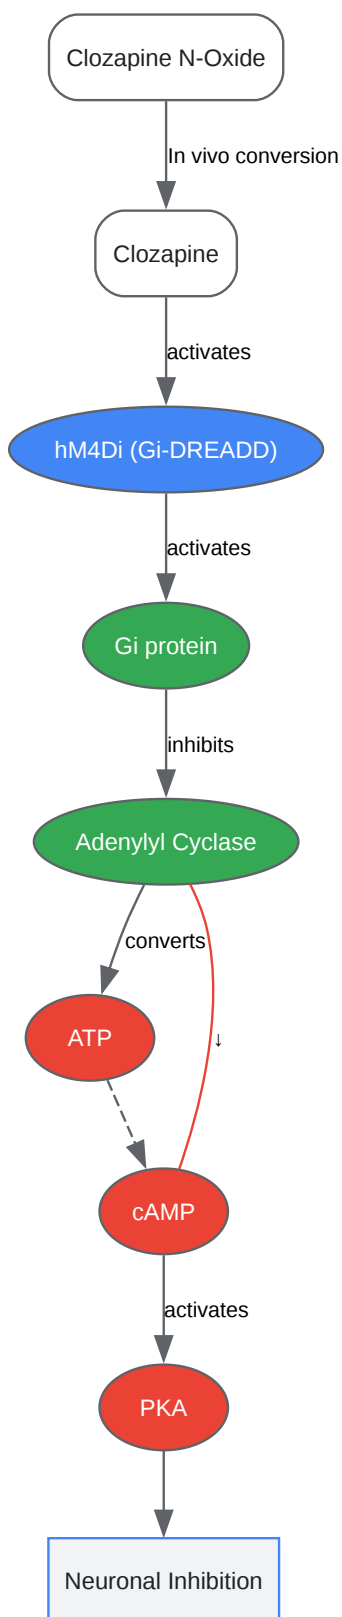 Clozapine N-Oxide
In vivo conversion
Clozapine
activates
hM4Di (Gi-DREADD)
activates
Gi protein
inhibits
Adenylyl Cyclase
converts
ATP
↓
cAMP
activates
PKA
Neuronal Inhibition